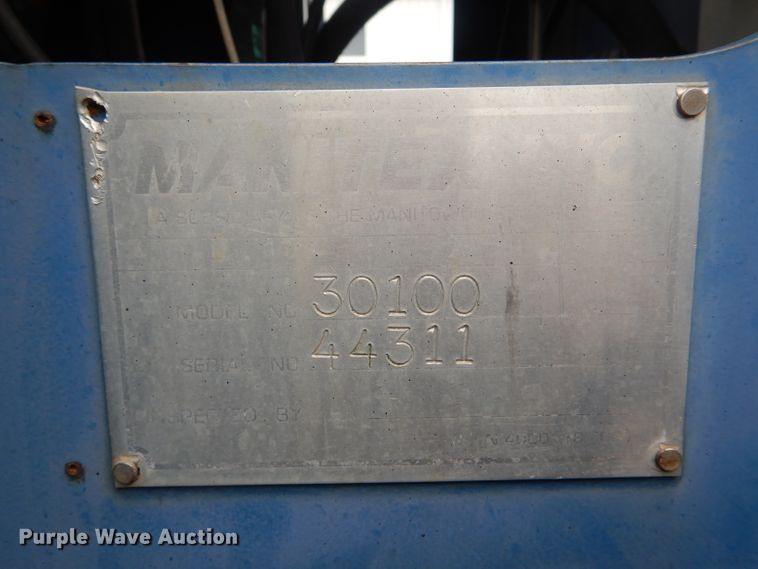 MANITEX
A SUBSIDIARY OF THE MANITOWOC
MODEL NO 30100
SERIAL NO 44311
INSPECTED BY
Purple Wave Auction